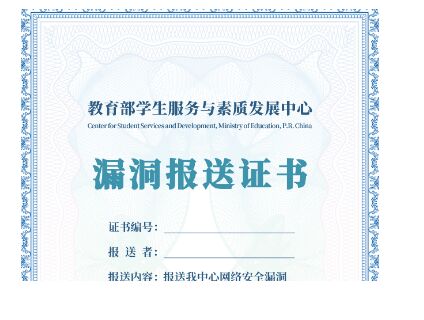 教育部学生服务与素质发展中心
Center for Student Services and Development, Ministry of Education, P.R. China
漏洞报送证书
证书编号：
报 送 者：
报送内容：报送我中心网络安全漏洞